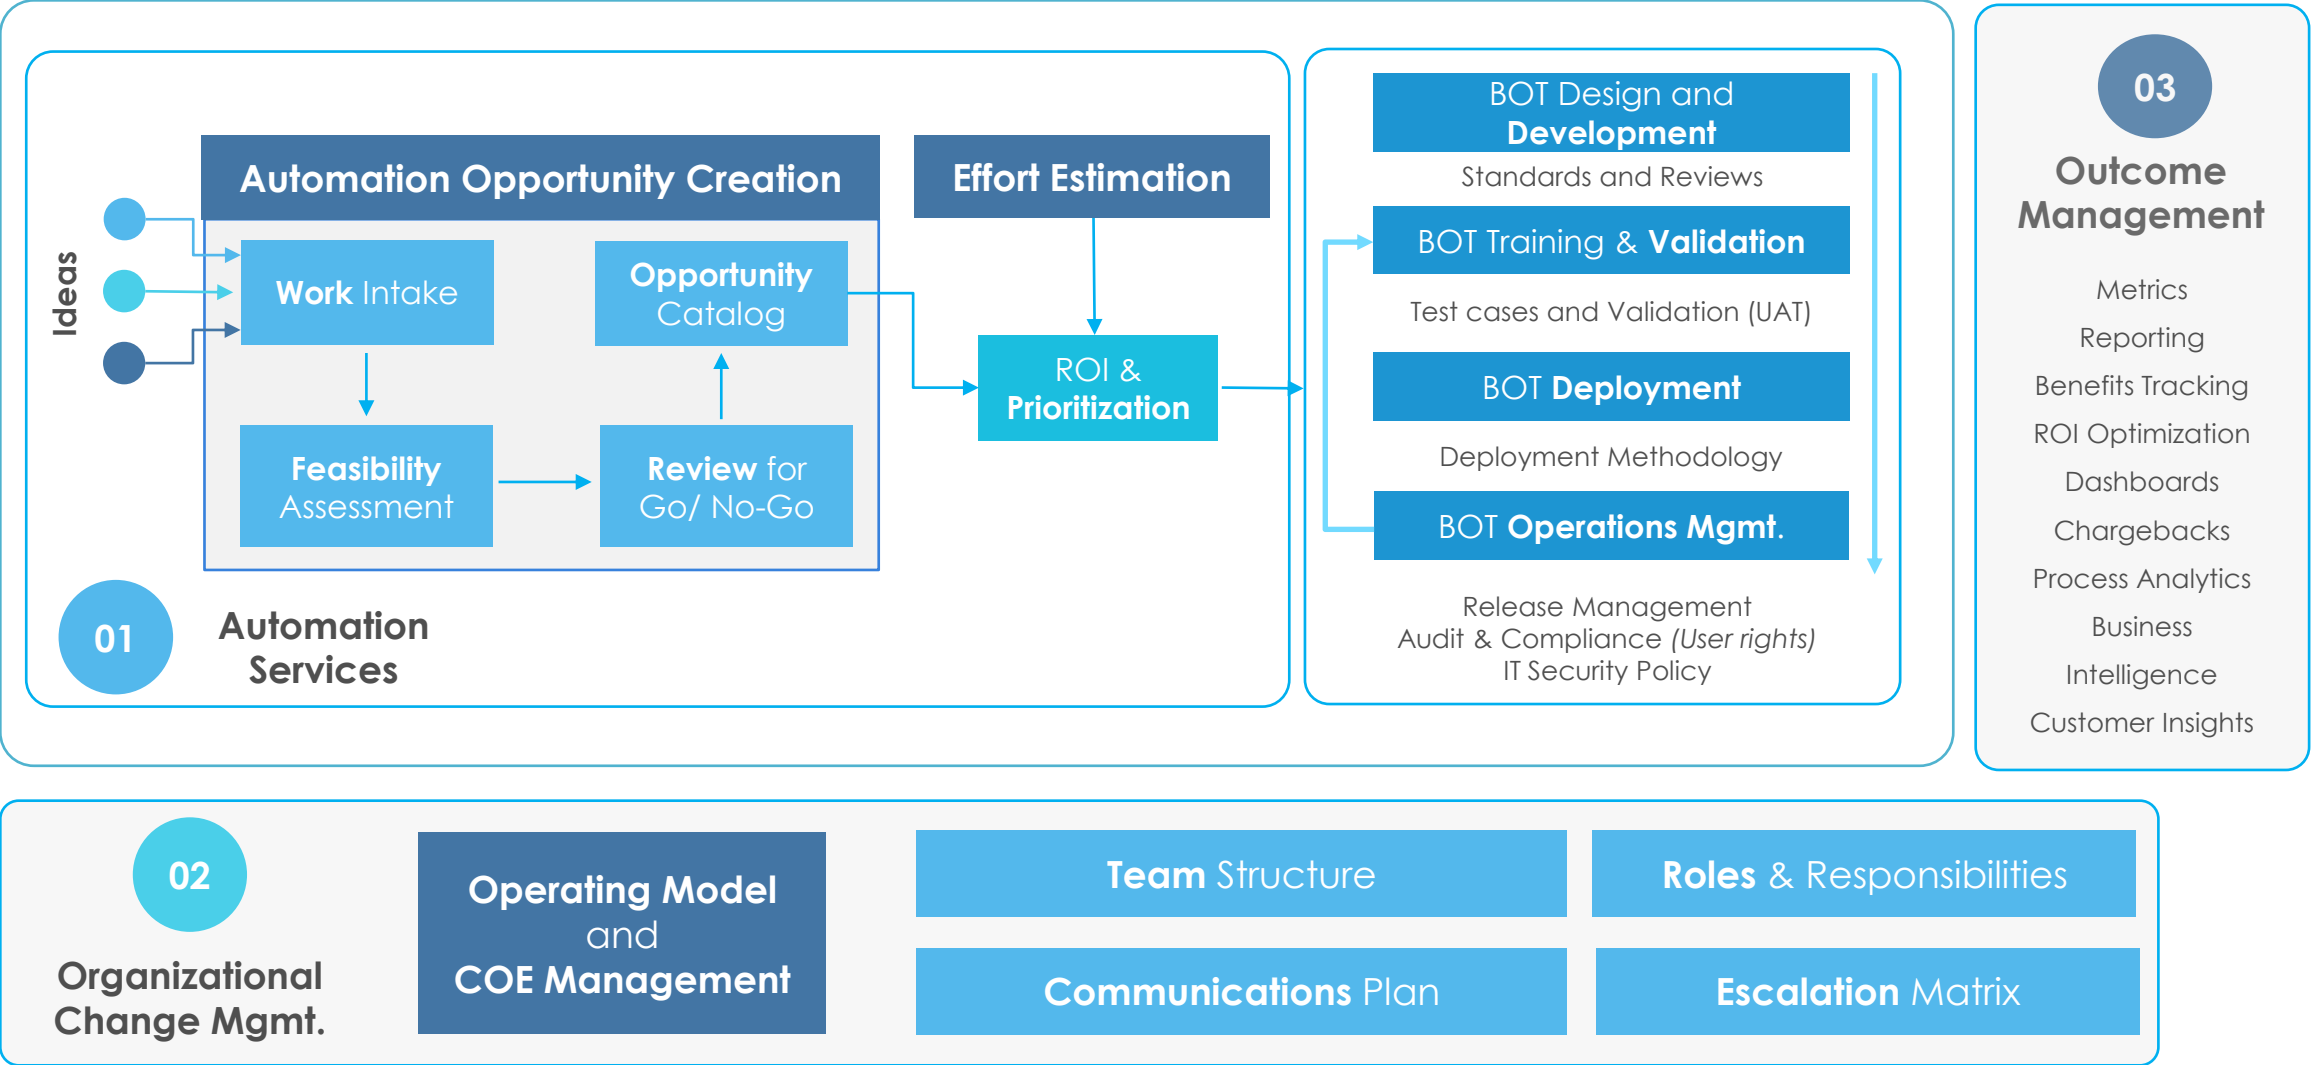 Ideas
Automation Opportunity Creation
Work Intake
Opportunity
Catalog
Feasibility
Assessment
Review for
Go/ No-Go
Effort Estimation
ROI &
Prioritization
01
Automation
Services
BOT Design and
Development
Standards and Reviews
BOT Training & Validation
Test cases and Validation (UAT)
BOT Deployment
Deployment Methodology
BOT Operations Mgmt.
Release Management
Audit & Compliance (User rights)
IT Security Policy
03
Outcome
Management
Metrics
Reporting
Benefits Tracking
ROI Optimization
Dashboards
Chargebacks
Process Analytics
Business
Intelligence
Customer Insights
02
Organizational
Change Mgmt.
Operating Model
and
COE Management
Team Structure
Roles & Responsibilities
Communications Plan
Escalation Matrix